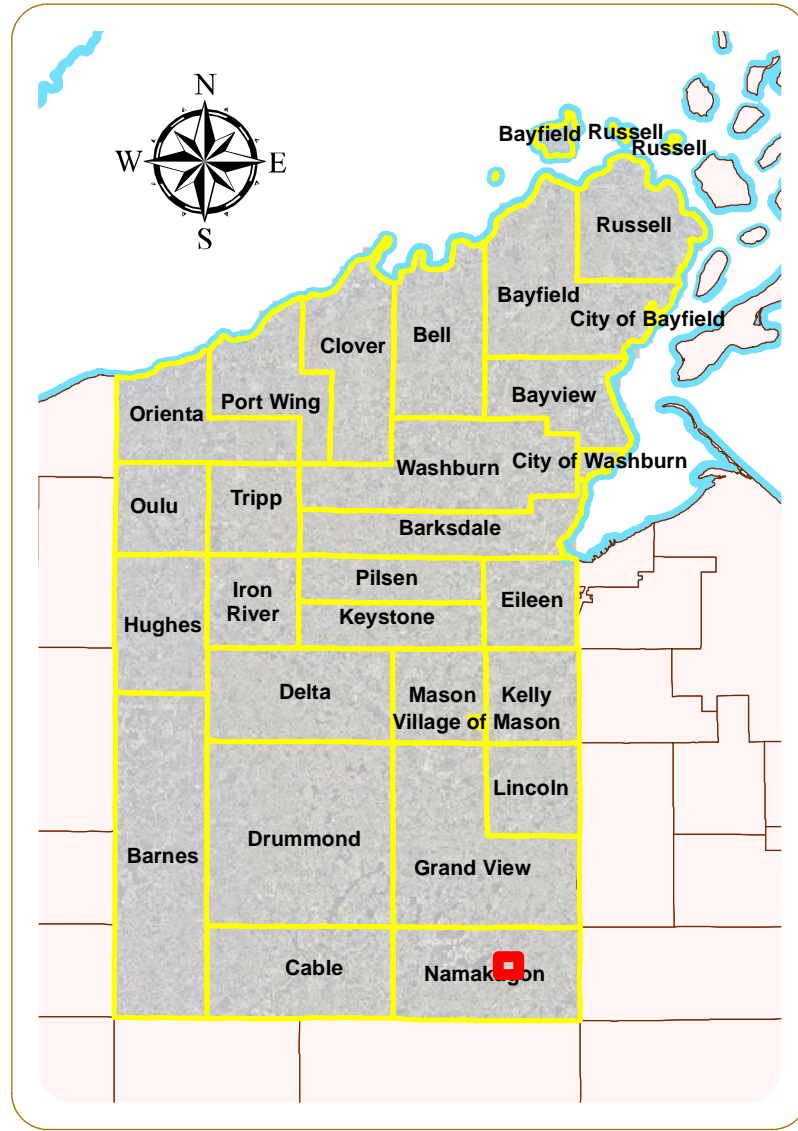 N
W
E
S
Bayfield
Russell
Russell
Russell
Bayfield
City of Bayfield
Clover
Bell
Bayview
Port Wing
Orienta
Washburn
City of Washburn
Oulu
Tripp
Barksdale
Pilsen
Iron
River
Eileen
Keystone
Hughes
Delta
Mason
Kelly
Village of Mason
Lincoln
Drummond
Barnes
Grand View
Cable
Namakagon